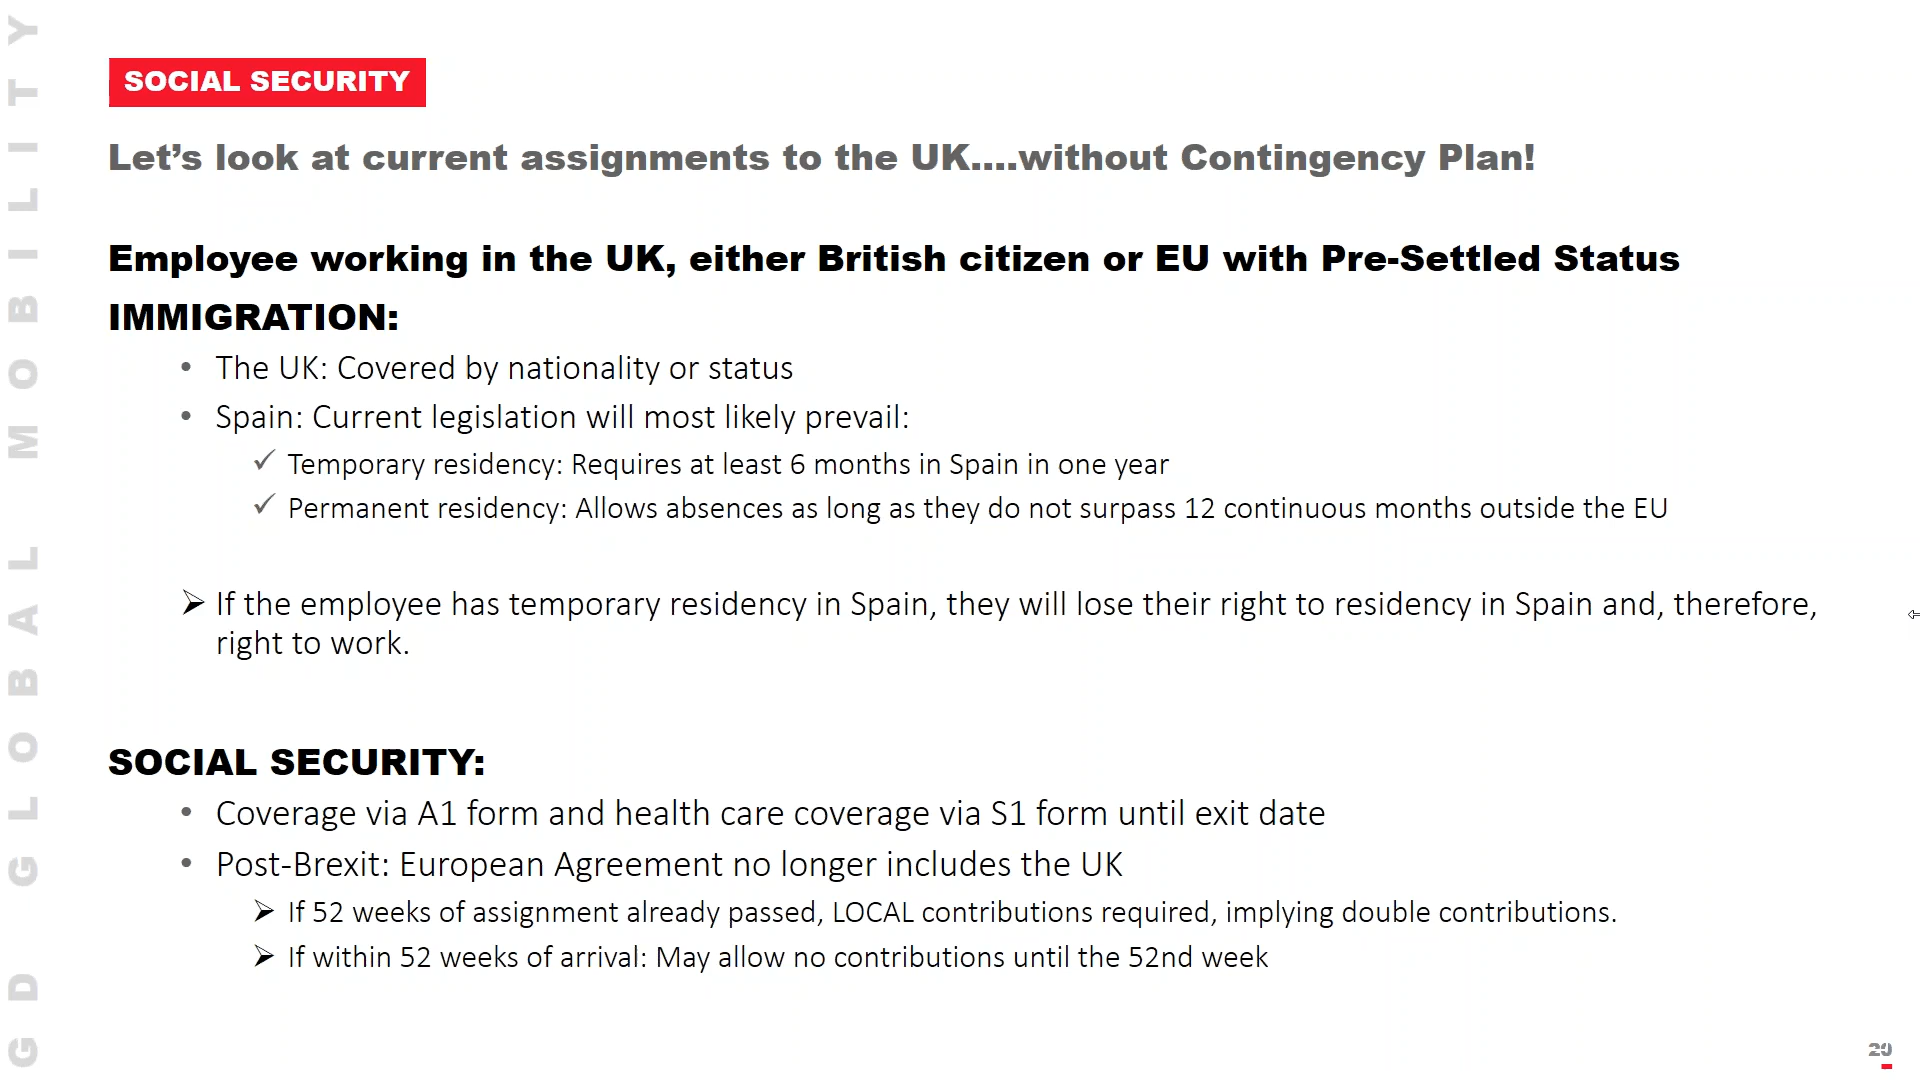 SOCIAL SECURITY
Let’s look at current assignments to the UK....without Contingency Plan!
Employee working in the UK, either British citizen or EU with Pre-Settled Status
IMMIGRATION:
• The UK: Covered by nationality or status
• Spain: Current legislation will most likely prevail:
✓ Temporary residency: Requires at least 6 months in Spain in one year
✓ Permanent residency: Allows absences as long as they do not surpass 12 continuous months outside the EU
➢ If the employee has temporary residency in Spain, they will lose their right to residency in Spain and, therefore,
right to work.
SOCIAL SECURITY:
• Coverage via A1 form and health care coverage via S1 form until exit date
• Post-Brexit: European Agreement no longer includes the UK
➢ If 52 weeks of assignment already passed, LOCAL contributions required, implying double contributions.
➢ If within 52 weeks of arrival: May allow no contributions until the 52nd week
GD GLOBAL MOBILITY